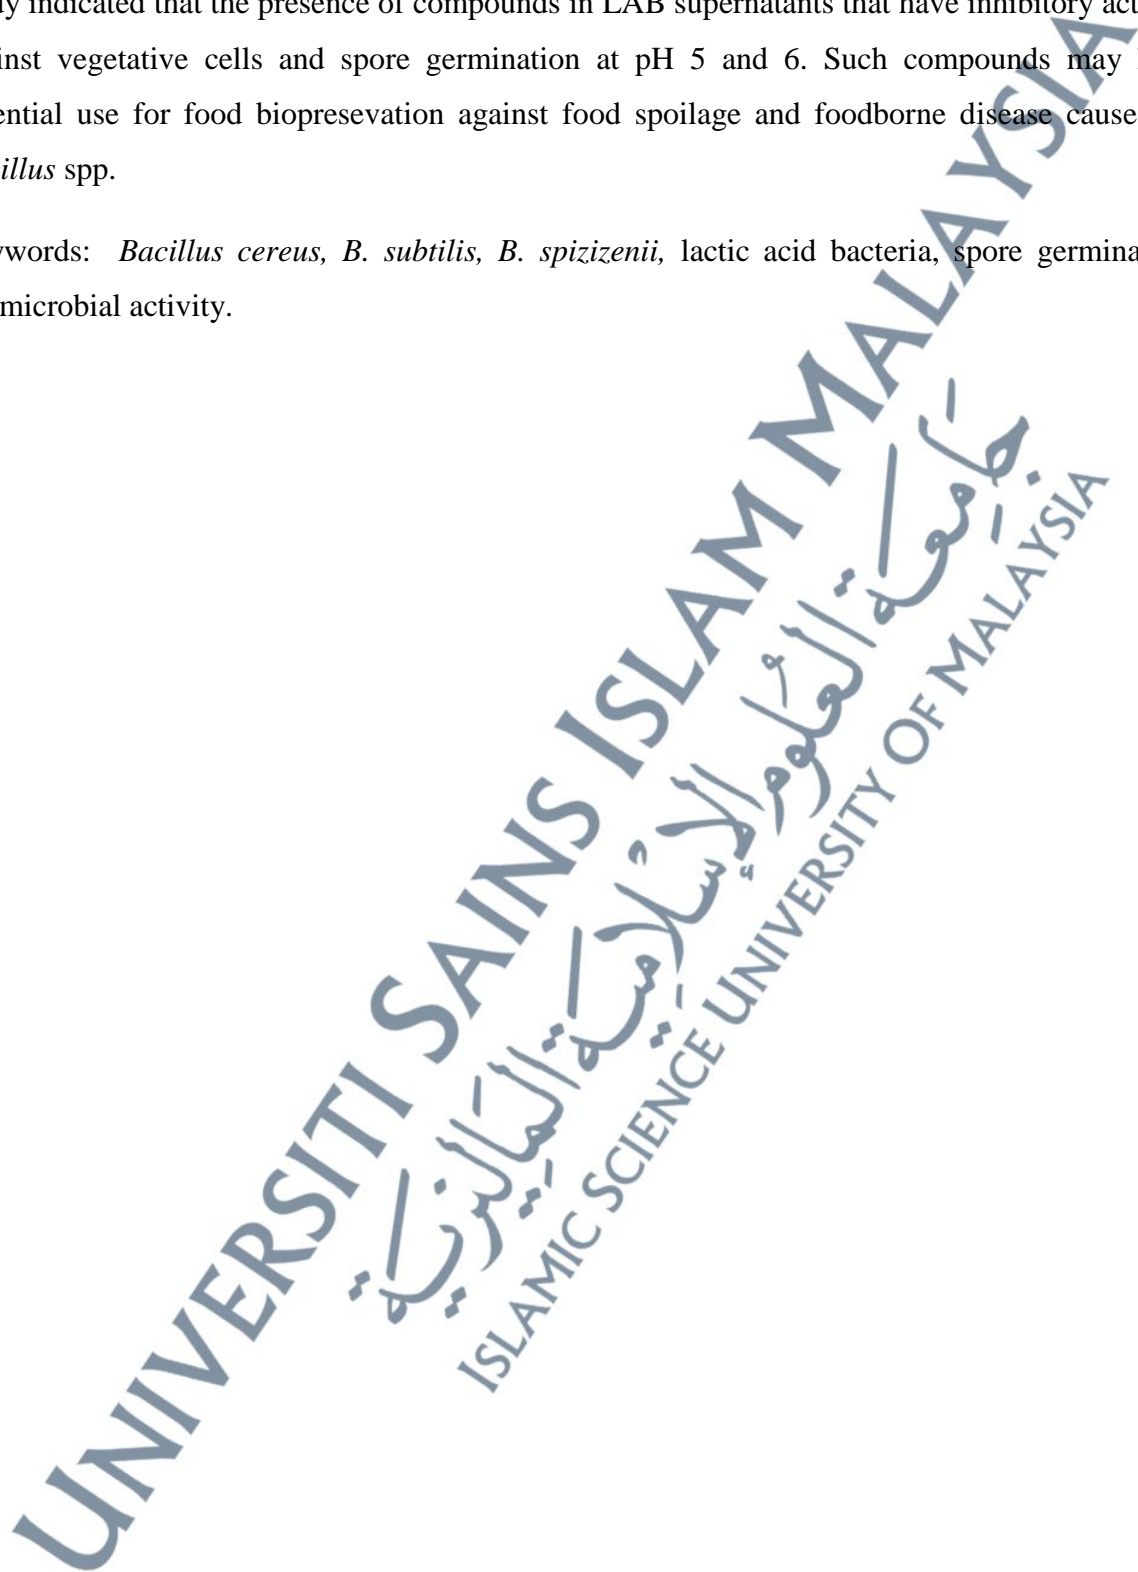 y indicated that the presence of compounds in LAB supernatants that have inhibitory act
inst vegetative cells and spore germination at pH 5 and 6. Such compounds may
ential use for food biopresevation against food spoilage and foodborne disease cause
illus spp.
words: Bacillus cereus, B. subtilis, B. spizizenii, lactic acid bacteria, spore germina
microbial activity.
UNIVERSITI SAINS ISLAM MALAYSIA
جامعة العلوم الإسلامية الماليزية
ISLAMIC SCIENCE UNIVERSITY OF MALAYSIA